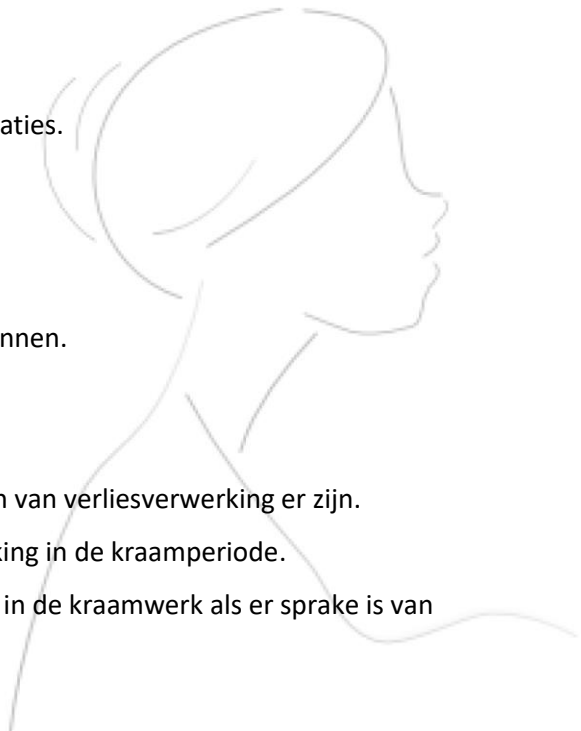 aties.
nnen.
n van verliesverwerking er zijn.
king in de kraamperiode.
in de kraamwerk als er sprake is van